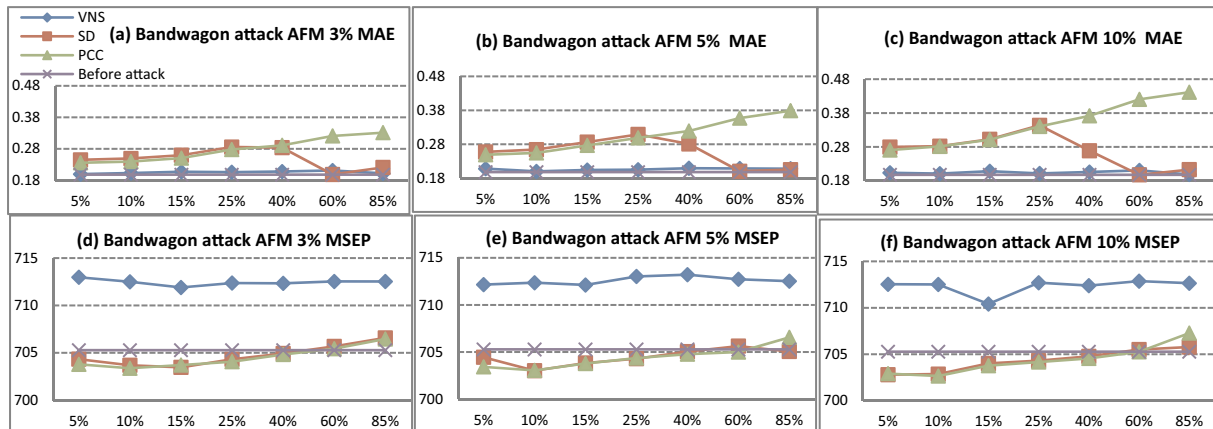 VNS
SD
PCC
Before attack
(a) Bandwagon attack AFM 3% MAE
0.48
0.38
0.28
0.18
5% 10% 15% 25% 40% 60% 85%
(b) Bandwagon attack AFM 5% MAE
0.48
0.38
0.28
0.18
5% 10% 15% 25% 40% 60% 85%
(c) Bandwagon attack AFM 10% MAE
0.48
0.38
0.28
0.18
5% 10% 15% 25% 40% 60% 85%
(d) Bandwagon attack AFM 3% MSEP
715
710
705
700
5% 10% 15% 25% 40% 60% 85%
(e) Bandwagon attack AFM 5% MSEP
715
710
705
700
5% 10% 15% 25% 40% 60% 85%
(f) Bandwagon attack AFM 10% MSEP
715
710
705
700
5% 10% 15% 25% 40% 60% 85%